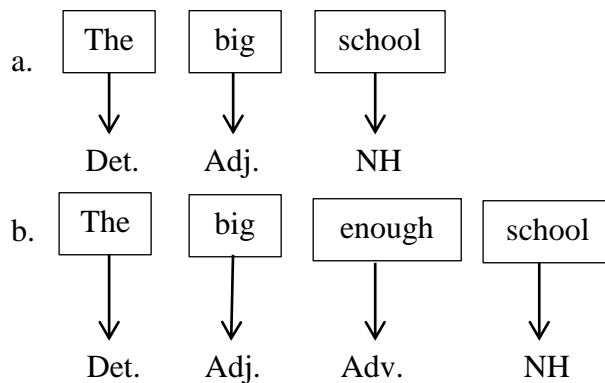 a. The big school
Det. Adj. NH
b. The big enough school
Det. Adj. Adv. NH